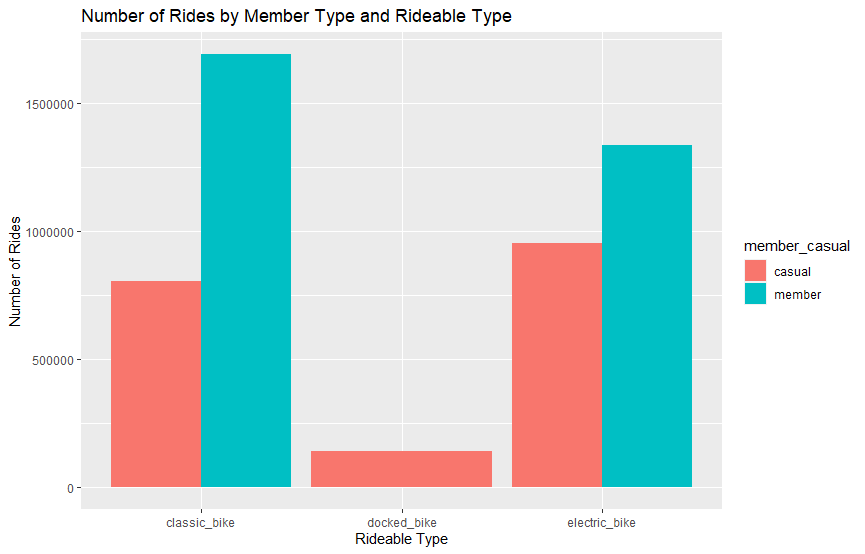 Number of Rides by Member Type and Rideable Type
Number of Rides
1500000
1000000
500000
0
classic_bike
docked_bike
electric_bike
Rideable Type
member_casual
casual
member